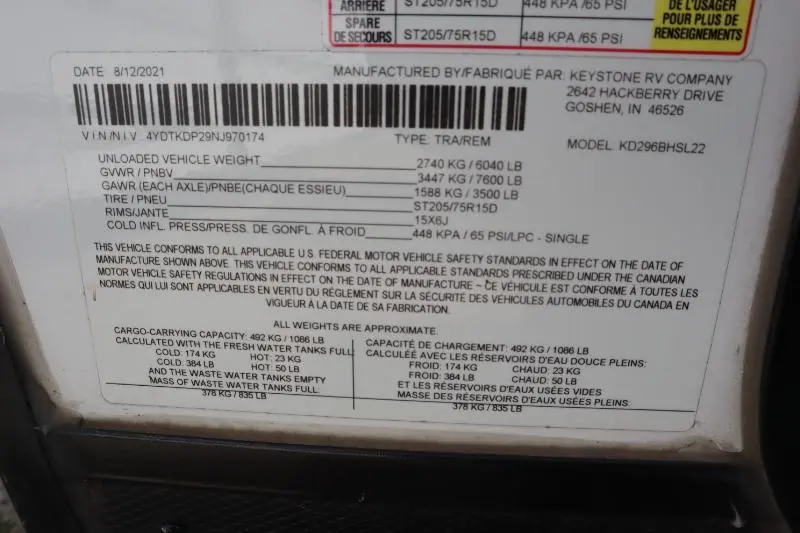 ARRIÈRE ST205/75R15D 448 KPA /65 PSI
DE L'USAGER
POUR PLUS DE
RENSEIGNEMENTS
SPARE
DE SECOURS ST205/75R15D 448 KPA /65 PSI
DATE 8/12/2021 MANUFACTURED BY/FABRIQUÉ PAR: KEYSTONE RV COMPANY
2642 HACKBERRY DRIVE
GOSHEN, IN 46526
V I N /N I V 4YDTKDP29NJ970174 TYPE: TRA/REM MODEL: KD296BHSL22
UNLOADED VEHICLE WEIGHT 2740 KG / 6040 LB
GVWR / PNBV 3447 KG / 7600 LB
GAWR (EACH AXLE)/PNBE(CHAQUE ESSIEU) 1588 KG / 3500 LB
TIRE / PNEU ST205/75R15D
RIMS/JANTE 15X6J
COLD INFL. PRESS/PRESS. DE GONFL. À FROID 448 KPA / 65 PSI/LPC - SINGLE
THIS VEHICLE CONFORMS TO ALL APPLICABLE U.S. FEDERAL MOTOR VEHICLE SAFETY STANDARDS IN EFFECT ON THE DATE OF
MANUFACTURE SHOWN ABOVE. THIS VEHICLE CONFORMS TO ALL APPLICABLE STANDARDS PRESCRIBED UNDER THE CANADIAN
MOTOR VEHICLE SAFETY REGULATIONS IN EFFECT ON THE DATE OF MANUFACTURE ~ CE VÉHICULE EST CONFORME À TOUTES LES
NORMES QUI LUI SONT APPLICABLES EN VERTU DU RÉGLEMENT SUR LA SÉCURITÉ DES VÉHICULES AUTOMOBILES DU CANADA EN
VIGUEUR À LA DATE DE SA FABRICATION.
ALL WEIGHTS ARE APPROXIMATE.
CARGO-CARRYING CAPACITY: 492 KG / 1086 LB
CALCULATED WITH THE FRESH WATER TANKS FULL:
COLD: 174 KG HOT: 23 KG
COLD: 384 LB HOT: 50 LB
AND THE WASTE WATER TANKS EMPTY
MASS OF WASTE WATER TANKS FULL:
378 KG / 835 LB
CAPACITÉ DE CHARGEMENT: 492 KG / 1086 LB
CALCULÉE AVEC LES RÉSERVOIRS D'EAU DOUCE PLEINS:
FROID: 174 KG CHAUD: 23 KG
FROID: 384 LB CHAUD: 50 LB
ET LES RÉSERVOIRS D'EAUX USÉES VIDES
MASSE DES RÉSERVOIRS D'EAUX USÉES PLEINS:
378 KG / 835 LB